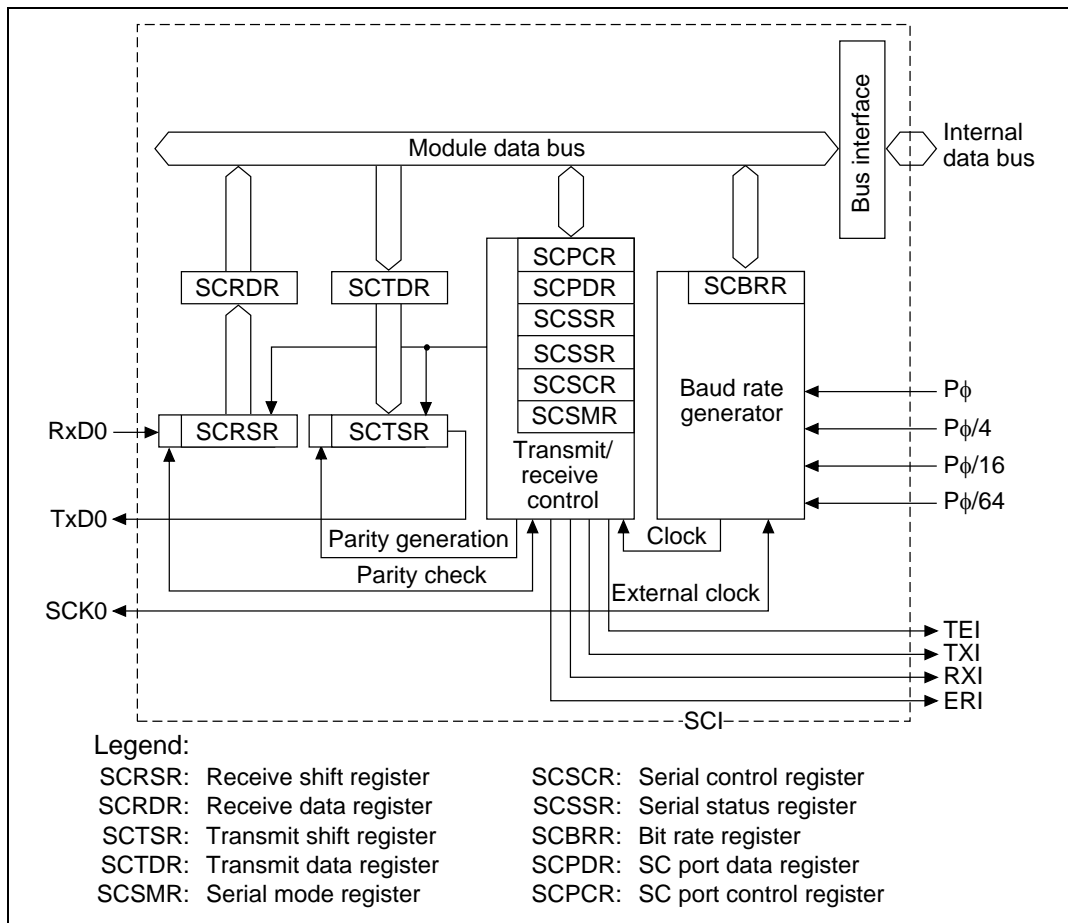 Bus interface
Internal
data bus
Module data bus
SCRDR
SCTDR
SCPCR
SCPDR
SCSSR
SCSSR
SCSCR
SCSMR
Transmit/
receive
control
SCBRR
Baud rate
generator
Pϕ
Pϕ/4
Pϕ/16
Pϕ/64
RxD0
SCRSR
SCTSR
TxD0
Parity generation
Parity check
Clock
External clock
SCK0
TEI
TXI
RXI
ERI
SCI
Legend:
SCRSR: Receive shift register
SCRDR: Receive data register
SCTSR: Transmit shift register
SCTDR: Transmit data register
SCSMR: Serial mode register
SCSCR: Serial control register
SCSSR: Serial status register
SCBRR: Bit rate register
SCPDR: SC port data register
SCPCR: SC port control register